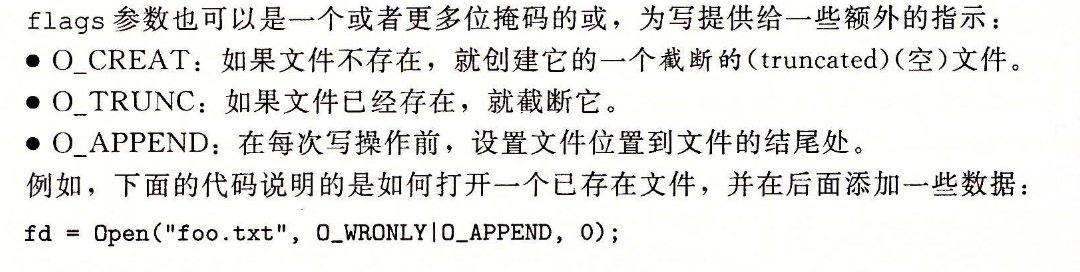 flags 参数也可以是一个或者更多位掩码的或，为写提供给一些额外的指示：
● O_CREAT：如果文件不存在，就创建它的一个截断的(truncated)(空)文件。
● O_TRUNC：如果文件已经存在，就截断它。
● O_APPEND：在每次写操作前，设置文件位置到文件的结尾处。
例如，下面的代码说明的是如何打开一个已存在文件，并在后面添加一些数据：
fd = Open("foo.txt", O_WRONLY|O_APPEND, 0);